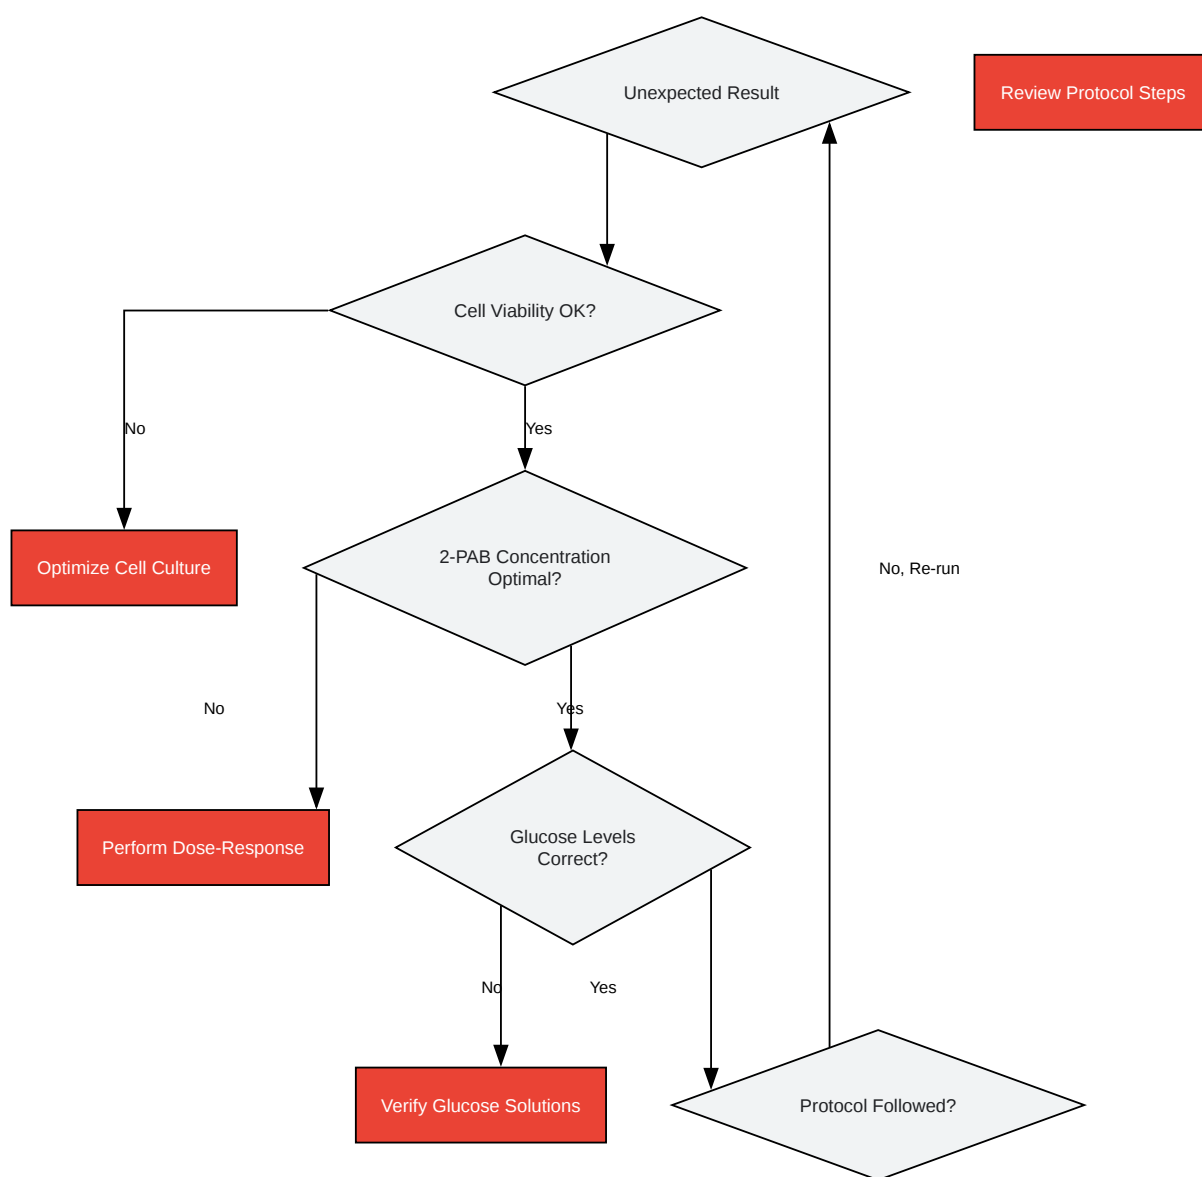 Unexpected Result
Review Protocol Steps
Cell Viability OK?
No
Yes
Optimize Cell Culture
2-PAB Concentration
Optimal?
No, Re-run
No
Yes
Perform Dose-Response
Glucose Levels
Correct?
No
Yes
Verify Glucose Solutions
Protocol Followed?